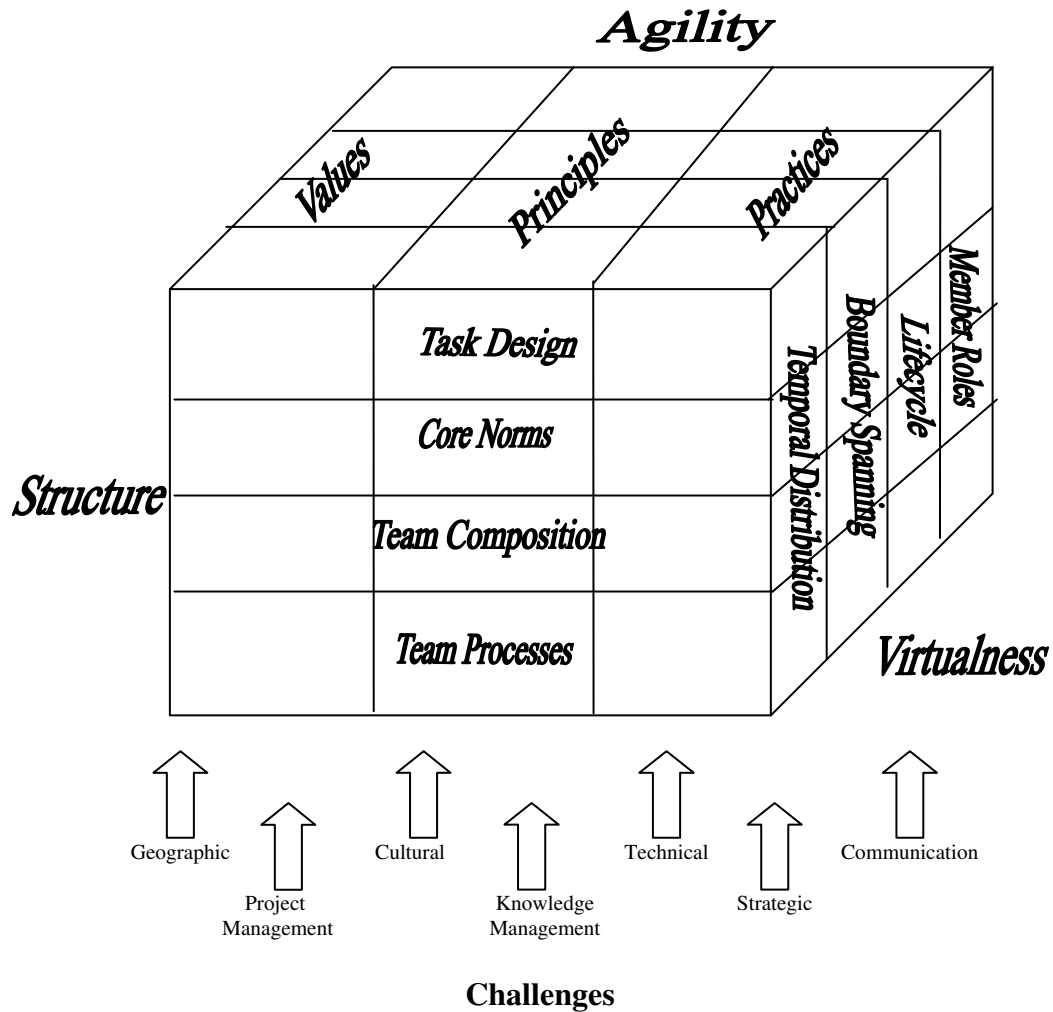 Agility
Values
Principles
Practices
Structure
Task Design
Core Norms
Team Composition
Team Processes
Temporal Distribution
Boundary Spanning
Lifecycle
Member Roles
Virtualness
Geographic
Cultural
Technical
Communication
Project
Management
Knowledge
Management
Strategic
Challenges